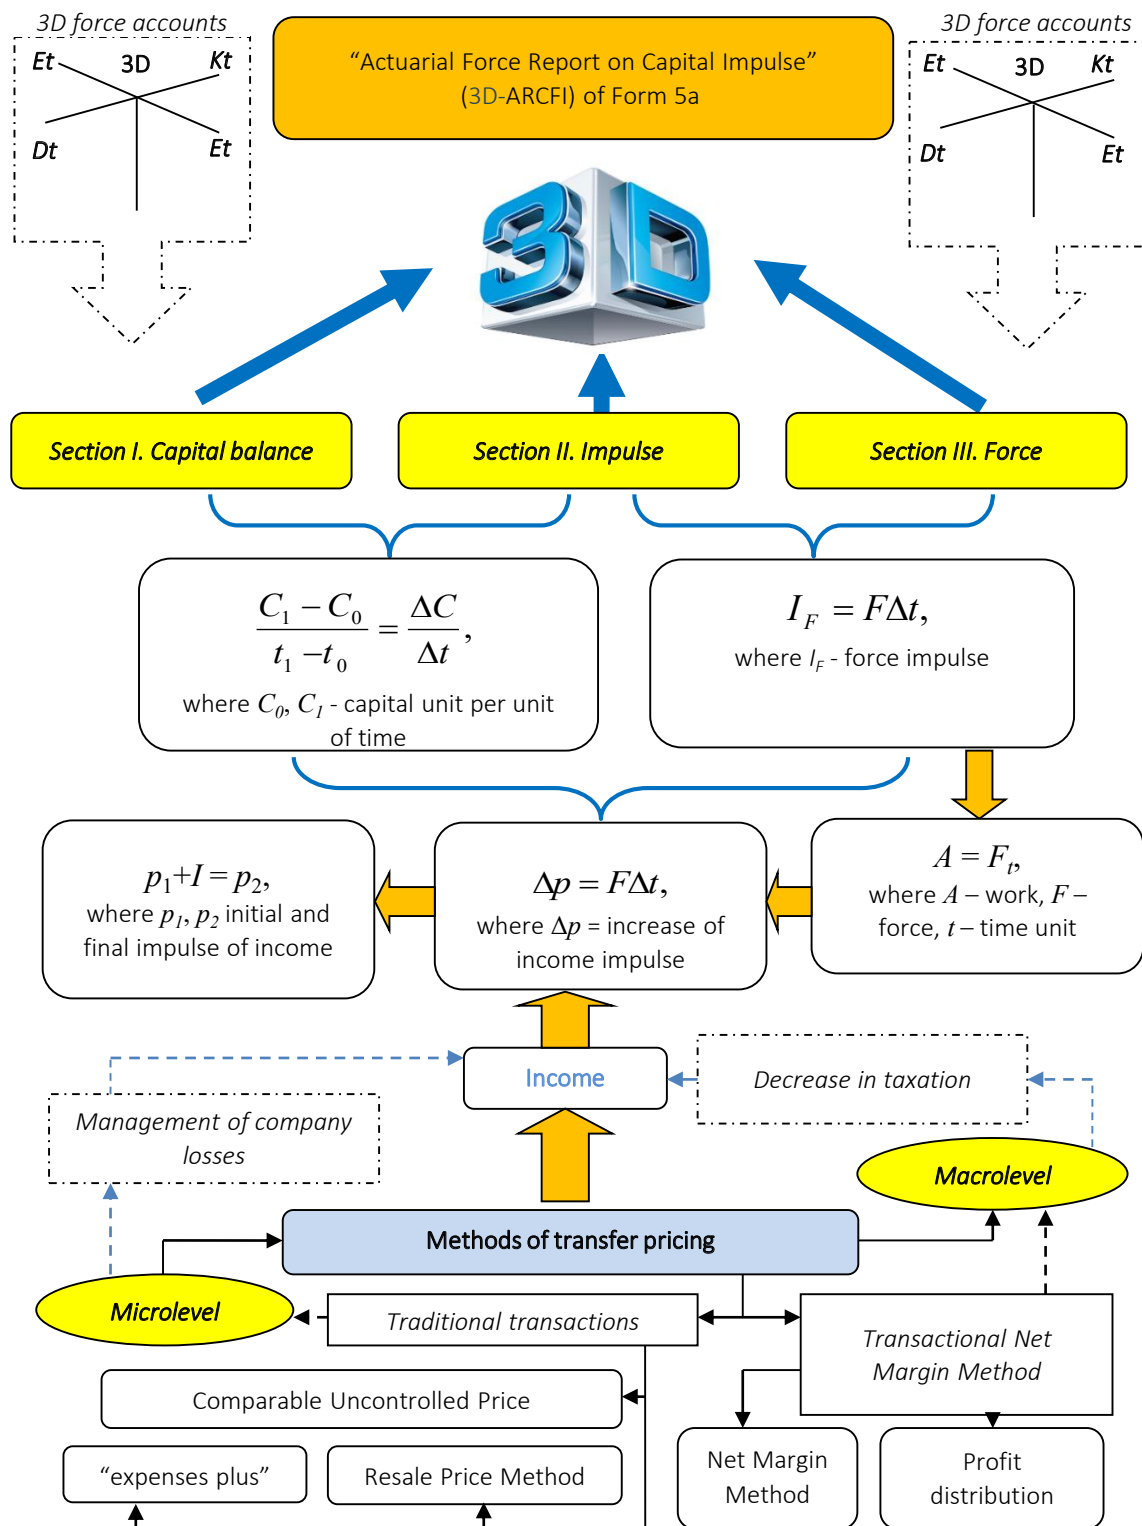 3D force accounts
3D force accounts
Et
3D
Kt
Dt
Et
“Actuarial Force Report on Capital Impulse”
(3D-ARCFI) of Form 5a
Et
3D
Kt
Dt
Et
3D
Section I. Capital balance
Section II. Impulse
Section III. Force
C₁ − C₀ / t₁ − t₀ = ΔC / Δt,
where C₀, C₁ - capital unit per unit
of time
I_F = FΔt,
where I_F - force impulse
p₁+I = p₂,
where p₁, p₂ initial and
final impulse of income
Δp = FΔt,
where Δp = increase of
income impulse
A = Fₜ,
where A – work, F –
force, t – time unit
Income
Decrease in taxation
Management of company
losses
Macrolevel
Methods of transfer pricing
Microlevel
Traditional transactions
Transactional Net
Margin Method
Comparable Uncontrolled Price
“expenses plus”
Resale Price Method
Net Margin
Method
Profit
distribution